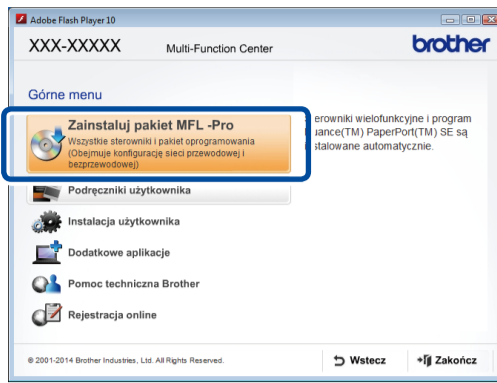 Adobe Flash Player 10
XXX-XXXXX
Multi-Function Center
brother
Górne menu
Zainstaluj pakiet MFL -Pro
Wszystkie sterowniki i pakiet oprogramowania
(Obejmuje konfigurację sieci przewodowej i
bezprzewodowej)
erowniki wielofunkcyjne i program
uance(TM) PaperPort(TM) SE są
stalowane automatycznie.
Podręczniki użytkownika
Instalacja użytkownika
Dodatkowe aplikacje
Pomoc techniczna Brother
Rejestracja online
© 2001-2014 Brother Industries, Ltd. All Rights Reserved.
Wstecz
Zakończ